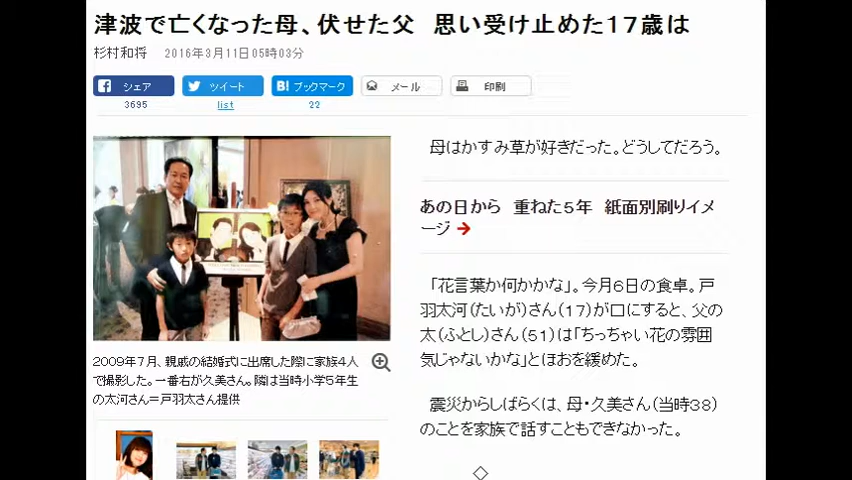 津波で亡くなった母、伏せた父　思い受け止めた17歳は
杉村和将　2016年3月11日05時03分
シェア
ツイート
B! ブックマーク
メール
印刷
3695
list
22
母はかすみ草が好きだった。どうしてだろう。
あの日から　重ねた5年　紙面別刷りイメ
ージ
「花言葉か何かかな」。今月6日の食卓。戸
羽太河(たいが)さん(17)が口にすると、父の
太(ふとし)さん(51)は「ちっちゃい花の雰囲
気じゃないかな」とほおを緩めた。
震災からしばらくは、母・久美さん(当時38)
のことを家族で話すこともできなかった。
◇
2009年7月、親戚の結婚式に出席した際に家族4人
で撮影した。一番右が久美さん。隣は当時小学5年生
の太河さん＝戸羽太さん提供